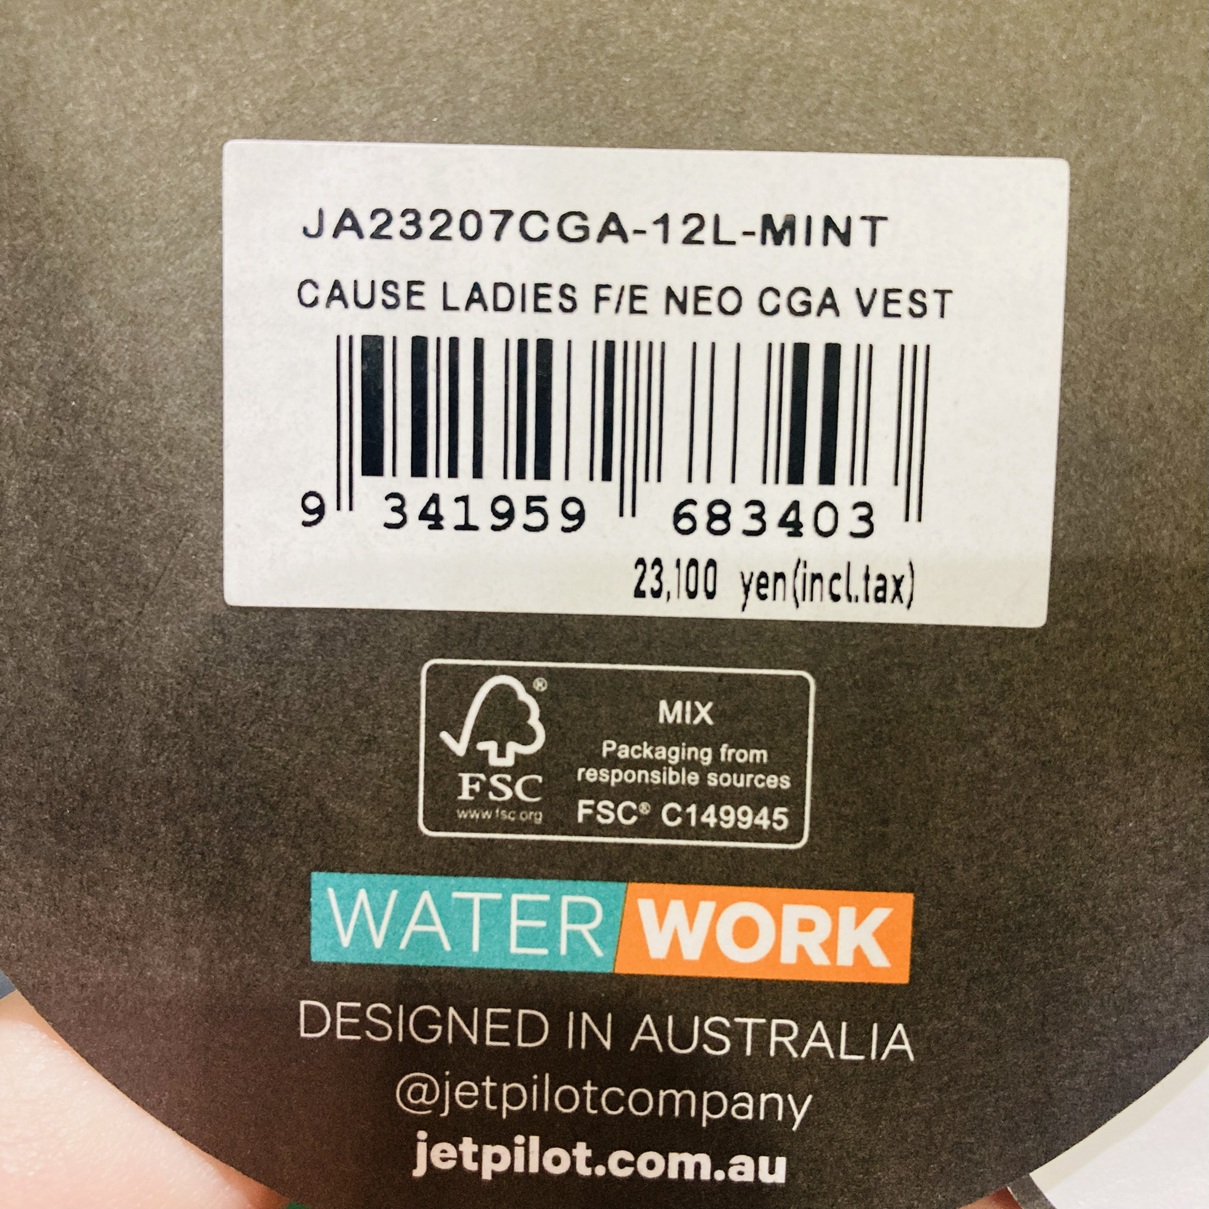 JA23207CGA-12L-MINT
CAUSE LADIES F/E NEO CGA VEST
9 341959 683403
23,100 yen(incl.tax)
®
FSC
www.fsc.org
MIX
Packaging from
responsible sources
FSC® C149945
WATER WORK
DESIGNED IN AUSTRALIA
@jetpilotcompany
jetpilot.com.au